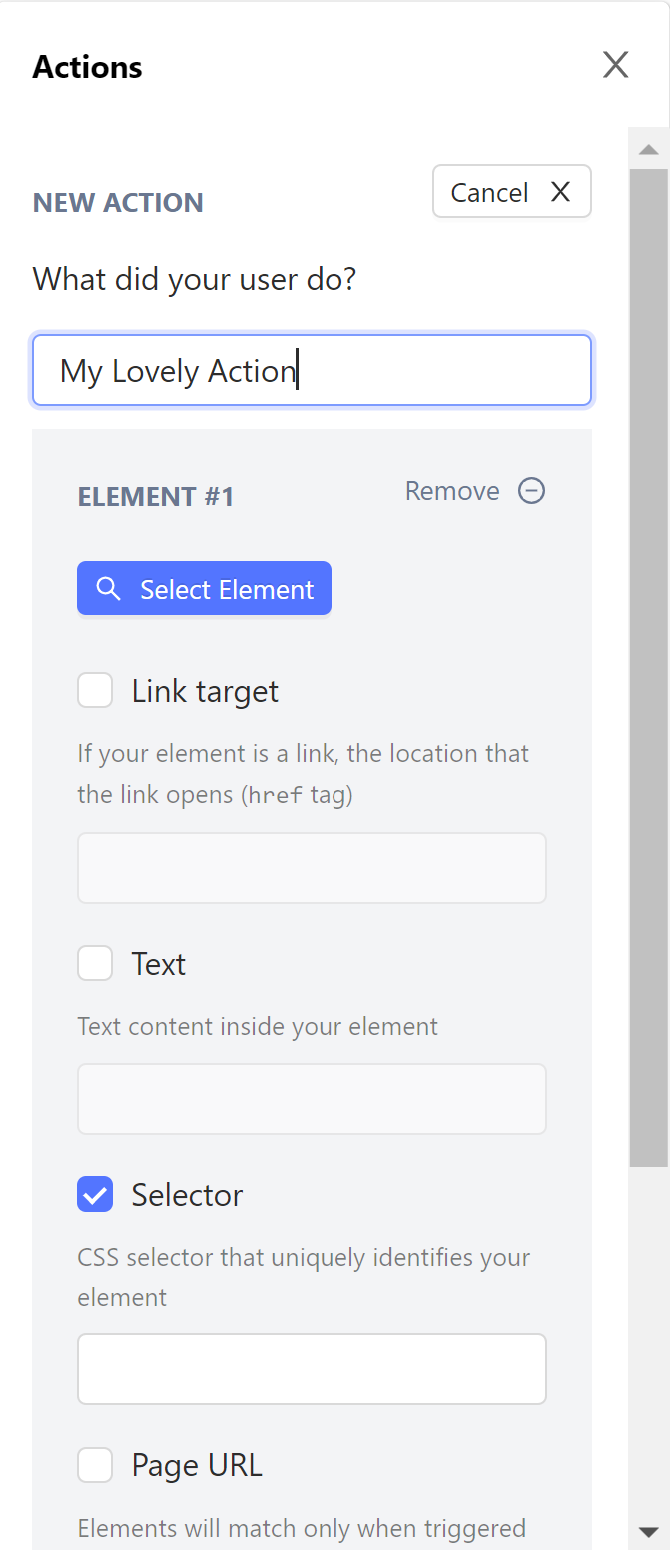 Actions
NEW ACTION
Cancel X
What did your user do?
My Lovely Action
ELEMENT #1
Remove
Select Element
Link target
If your element is a link, the location that
the link opens (href tag)
Text
Text content inside your element
Selector
CSS selector that uniquely identifies your
element
Page URL
Elements will match only when triggered